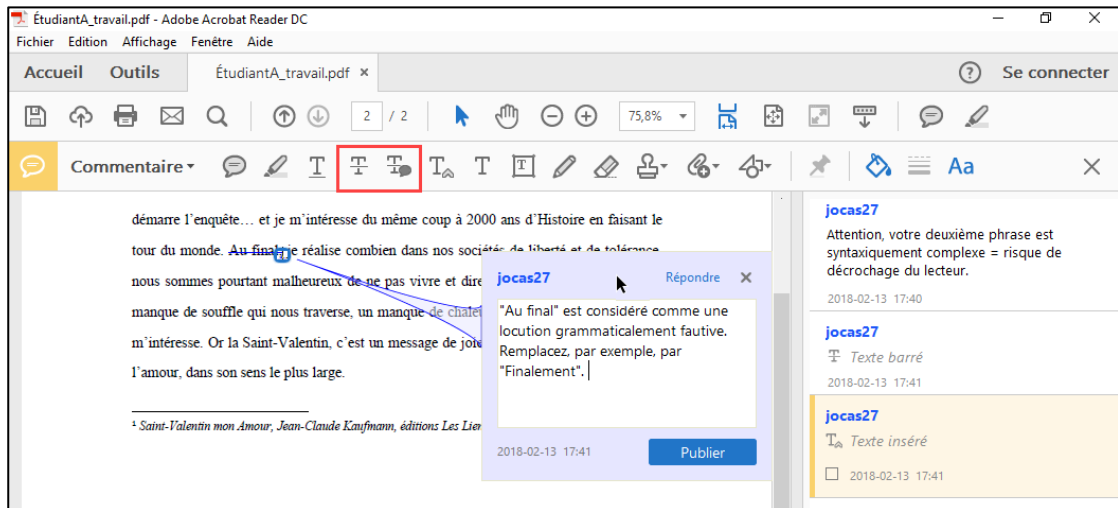 ÉtudiantA_travail.pdf - Adobe Acrobat Reader DC
Fichier Edition Affichage Fenêtre Aide
Accueil Outils ÉtudiantA_travail.pdf × ? Se connecter
2 / 2 75,8%
Commentaire T T T T T T Aa
démarre l'enquête… et je m'intéresse du même coup à 2000 ans d'Histoire en faisant le
tour du monde. Au final, je réalise combien dans nos sociétés de liberté et de tolérance
nous sommes pourtant malheureux de ne pas vivre et dire
manque de souffle qui nous traverse, un manque de chaleu
m'intéresse. Or la Saint-Valentin, c'est un message de joie
l'amour, dans son sens le plus large.
¹ Saint-Valentin mon Amour, Jean-Claude Kaufmann, éditions Les Lien
jocas27 Répondre
"Au final" est considéré comme une
locution grammaticalement fautive.
Remplacez, par exemple, par
"Finalement".
2018-02-13 17:41 Publier
jocas27
Attention, votre deuxième phrase est
syntaxiquement complexe = risque de
décrochage du lecteur.
2018-02-13 17:40
jocas27
T Texte barré
2018-02-13 17:41
jocas27
T Texte inséré
2018-02-13 17:41